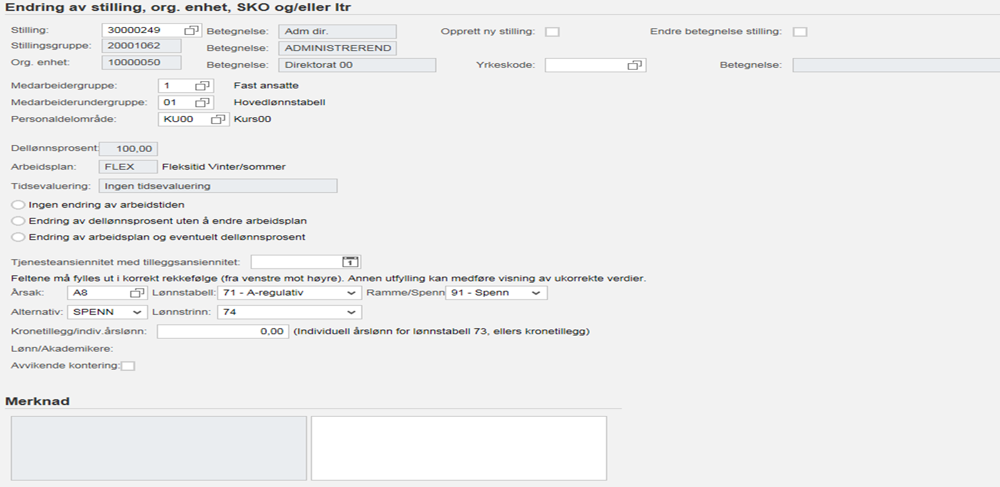 Endring av stilling, org. enhet, SKO og/eller ltr
Stilling: 30000249 Betegnelse: Adm dir. Opprett ny stilling: Endre betegnelse stilling:
Stillingsgruppe: 20001062 Betegnelse: ADMINISTREREND
Org. enhet: 10000050 Betegnelse: Direktorat 00 Yrkeskode: Betegnelse:
Medarbeidergruppe: 1 Fast ansatte
Medarbeiderundergruppe: 01 Hovedlønnstabell
Personaldelområde: KU00 Kurs00
Dellønnsprosent: 100,00
Arbeidsplan: FLEX Fleksitid Vinter/sommer
Tidsevaluering: Ingen tidsevaluering
Ingen endring av arbeidstiden
Endring av dellønnsprosent uten å endre arbeidsplan
Endring av arbeidsplan og eventuelt dellønnsprosent
Tjenesteansiennitet med tilleggsansiennitet: 1
Feltene må fylles ut i korrekt rekkefølge (fra venstre mot høyre). Annen utfylling kan medføre visning av ukorrekte verdier.
Årsak: A8 Lønnstabell: 71 - A-regulativ Ramme/Spenn 91 - Spenn
Alternativ: SPENN Lønnstrinn: 74
Kronetillegg/indiv.årslønn: 0,00 (Individuell årslønn for lønnstabell 73, ellers kronetillegg)
Lønn/Akademikere:
Avvikende kontering:
Merknad